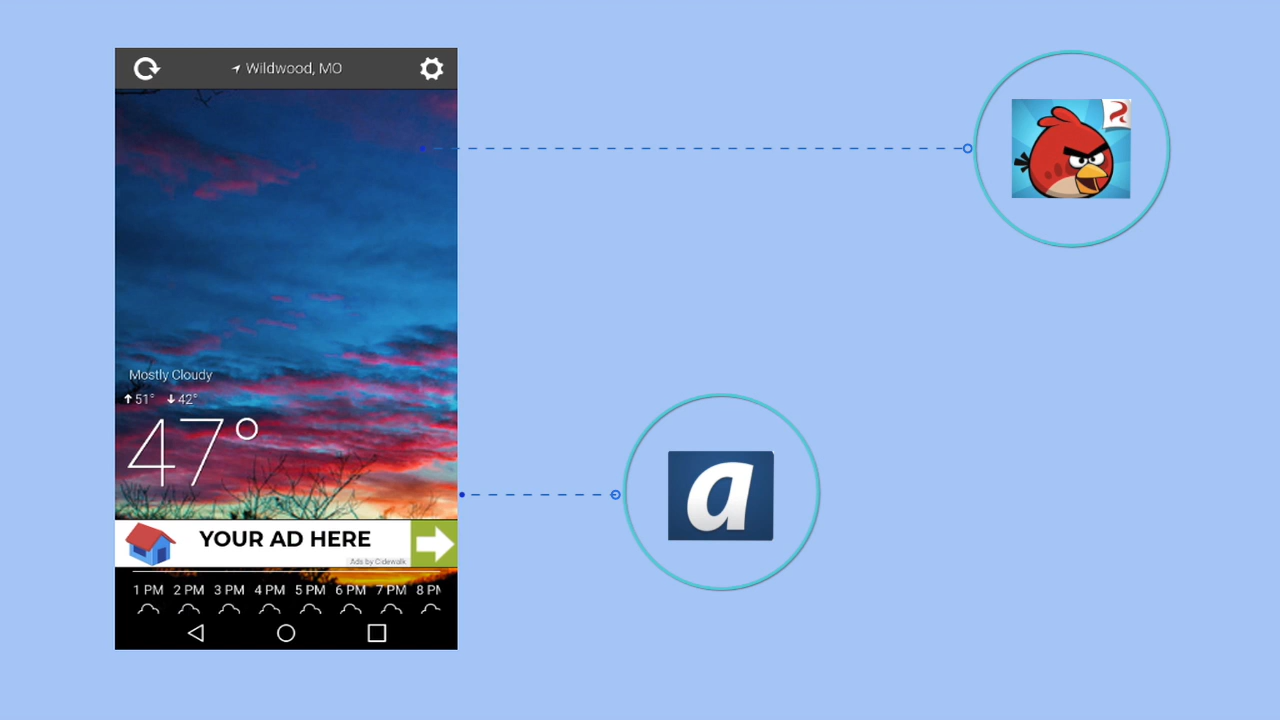 Wildwood, MO
Mostly Cloudy
51° 42°
47°
YOUR AD HERE
Ads by Cidewalk
1 PM 2 PM 3 PM 4 PM 5 PM 6 PM 7 PM 8 PM
a